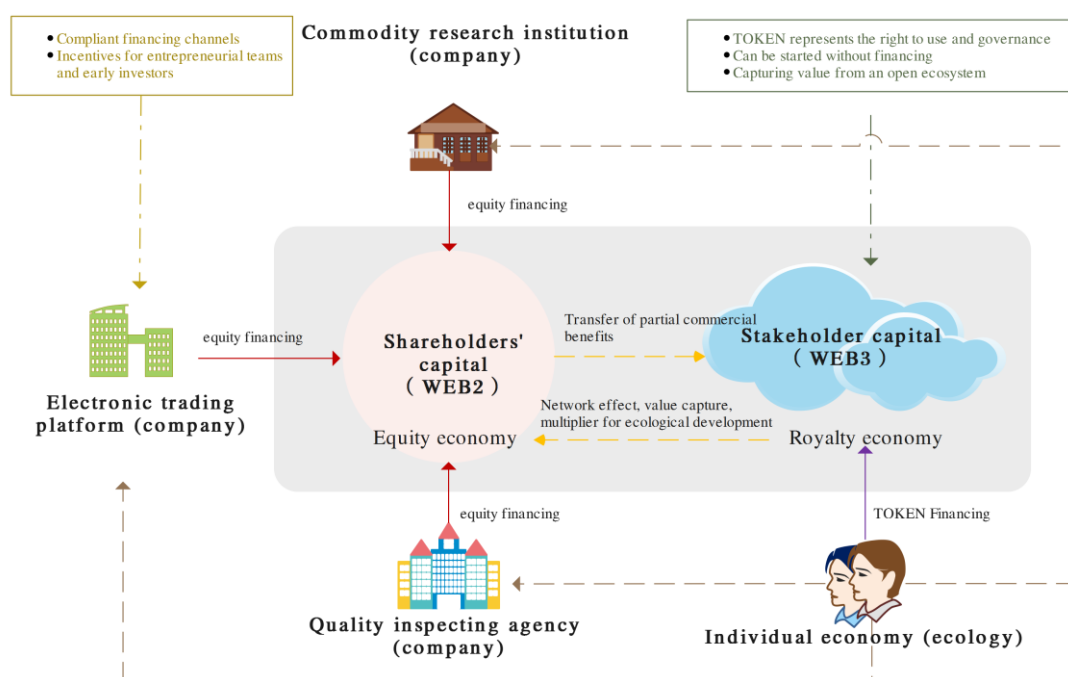 • Compliant financing channels
• Incentives for entrepreneurial teams
and early investors
Commodity research institution
(company)
• TOKEN represents the right to use and governance
• Can be started without financing
• Capturing value from an open ecosystem
equity financing
equity financing
Shareholders'
capital
( WEB2 )
Equity economy
Transfer of partial commercial
benefits
Network effect, value capture,
multiplier for ecological development
Stakeholder capital
( WEB3 )
Royalty economy
Electronic trading
platform (company)
equity financing
TOKEN Financing
Quality inspecting agency
(company)
Individual economy (ecology)